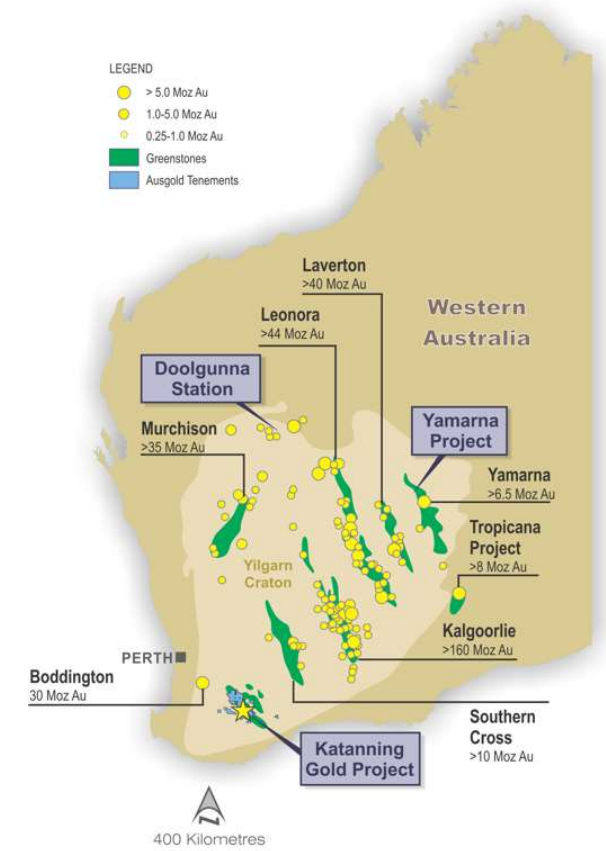 LEGEND
> 5.0 Moz Au
1.0-5.0 Moz Au
0.25-1.0 Moz Au
Greenstones
Ausgold Tenements
Laverton
>40 Moz Au
Leonora
>44 Moz Au
Western
Australia
Doolgunna
Station
Murchison
>35 Moz Au
Yamarna
Project
Yamarna
>6.5 Moz Au
Tropicana
Project
>8 Moz Au
Yilgarn
Craton
Kalgoorlie
>160 Moz Au
PERTH
Boddington
30 Moz Au
Southern
Cross
>10 Moz Au
Katanning
Gold Project
N
400 Kilometres